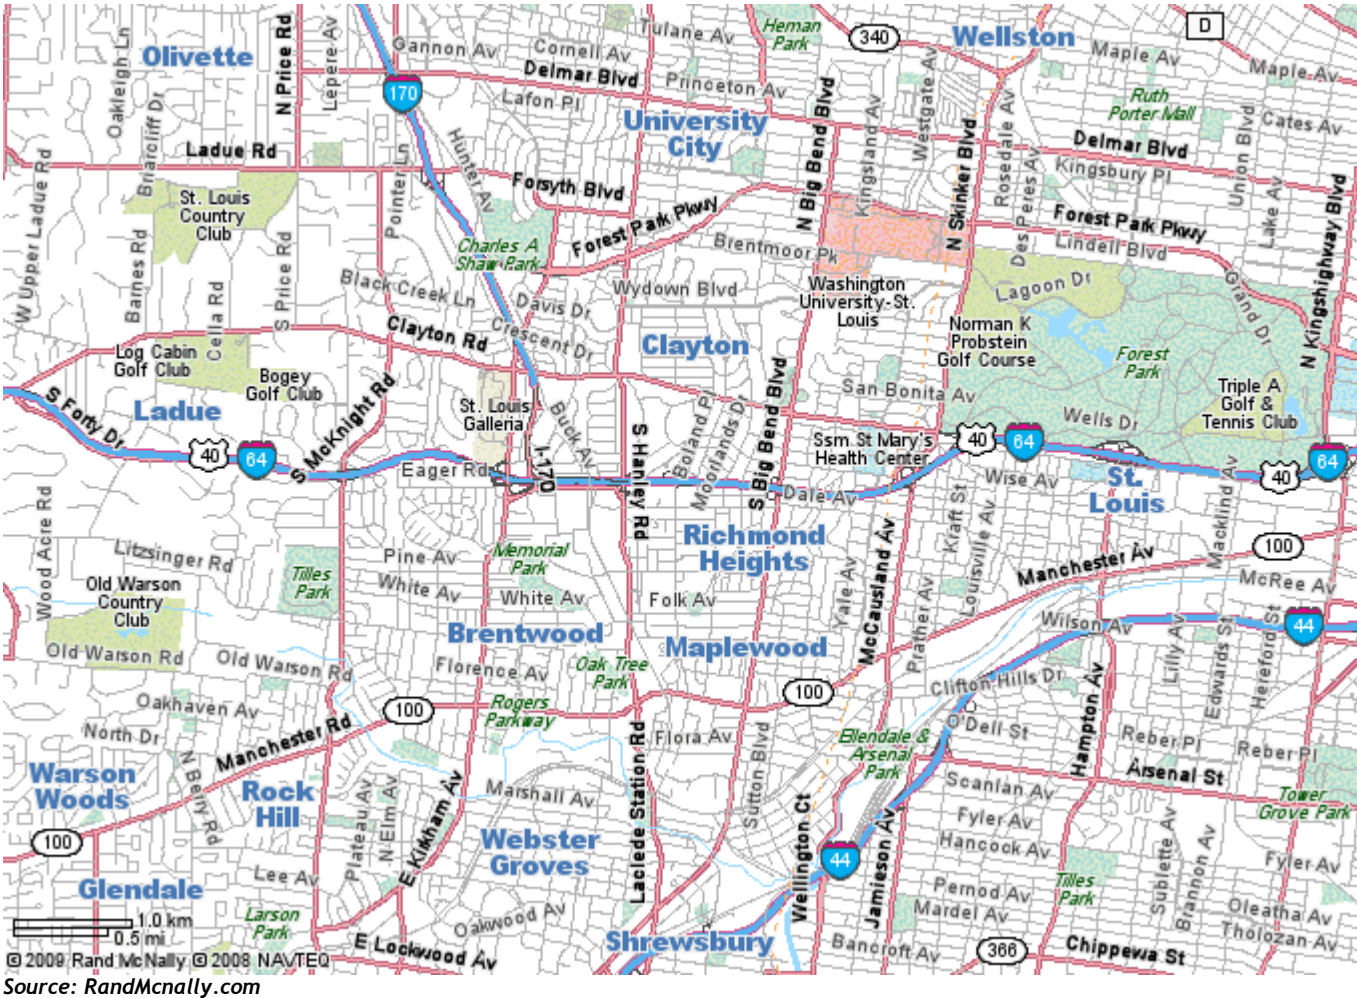 Olivette
Oakleigh Ln
N Price Rd
Lepere Av
Gannon Av
Cornell Av
Tulane Av
Heman
Park
340
Wellston
D
Maple Av
Maple Av
Delmar Blvd
Princeton Av
170
Lafon Pl
Briarcliff Dr
University
City
N Big Bend Blvd
Kingsland Av
Westgate Av
N Skinker Blvd
Rosedale Av
Ruth
Porter Mall
Union Blvd
Cates Av
Delmar Blvd
Kingsbury Pl
Ladue Rd
Hunter Av
Pointer Ln
Forsyth Blvd
W Upper Ladue Rd
St. Louis
Country
Club
Barnes Rd
Cella Rd
S Price Rd
Charles A
Shaw Park
Forest Park Pkwy
Brentmoor Pk
Des Peres Av
Forest Park Pkwy
Lindell Blvd
Lake Av
N Kingshighway Blvd
Grand Dr
Black Creek Ln
Davis Dr
Wydown Blvd
Washington
University-St.
Louis
Lagoon Dr
Clayton Rd
Crescent Dr
Clayton
Norman K
Probstein
Golf Course
Forest
Park
Log Cabin
Golf Club
Bogey
Golf Club
Ladue
S Forty Dr
S McKnight Rd
St. Louis
Galleria
Buck Av
I-170
S Hanley Rd
Boland Pl
Moorlands Dr
S Big Bend Blvd
San Bonita Av
Triple A
Golf &
Tennis Club
Wells Dr
Ssm St Mary's
Health Center
40
64
40
64
40
64
Eager Rd
Dale Av
Wise Av
St.
Louis
Macklind Av
Wood Acre Rd
Litzsinger Rd
Tilles
Park
Pine Av
White Av
Memorial
Park
White Av
Richmond
Heights
Folk Av
Yale Av
McCausland Av
Kraft St
Louisville Av
Prather Av
Manchester Av
100
McRee Av
Old Warson
Country
Club
Old Warson Rd
Old Warson Rd
Brentwood
Florence Av
Oak Tree
Park
Maplewood
Wilson Av
44
Lilly Av
Edwards St
Hereford St
Clifton Hills Dr
Oakhaven Av
100
Rogers
Parkway
100
North Dr
Manchester Rd
N Berry Rd
Laclede Station Rd
Flora Av
Sutton Blvd
Ellendale &
Arsenal
Park
O'Dell St
Hampton Av
Reber Pl
Reber Pl
Arsenal St
Warson
Woods
Rock
Hill
Plateau Av
N Elm Av
E Kirkham Av
Marshall Av
Scanlan Av
Tower
Grove Park
Webster
Groves
Wellington Ct
44
Jamieson Av
Fyler Av
Hancock Av
Fyler Av
Sublette Av
Brannon Av
100
Glendale
Lee Av
Pernod Av
Tilles
Park
Mardel Av
Oleatha Av
Tholozan Av
1.0 km
0.5 mi
Larson
Park
Oakwood Av
E Lockwood Av
Shrewsbury
Bancroft Av
366
Chippewa St
© 2009 Rand McNally © 2008 NAVTEQ
Source: RandMcnally.com